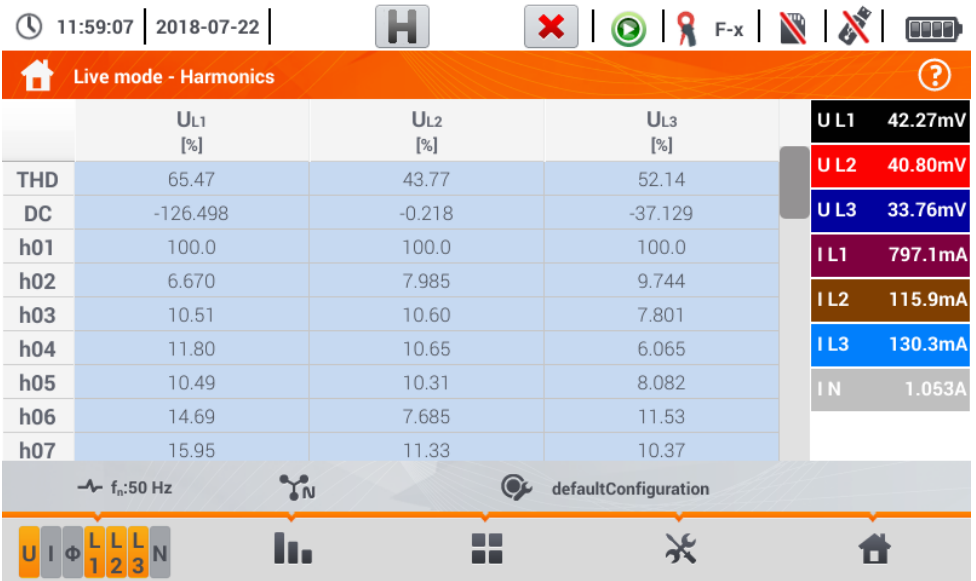 11:59:07 2018-07-22 H F-x
Live mode - Harmonics ?
UL1 UL2 UL3
[%] [%] [%]
THD 65.47 43.77 52.14
DC -126.498 -0.218 -37.129
h01 100.0 100.0 100.0
h02 6.670 7.985 9.744
h03 10.51 10.60 7.801
h04 11.80 10.65 6.065
h05 10.49 10.31 8.082
h06 14.69 7.685 11.53
h07 15.95 11.33 10.37
U L1 42.27mV
U L2 40.80mV
U L3 33.76mV
I L1 797.1mA
I L2 115.9mA
I L3 130.3mA
I N 1.053A
fn:50 Hz N defaultConfiguration
U I Φ L1 L2 L3 N